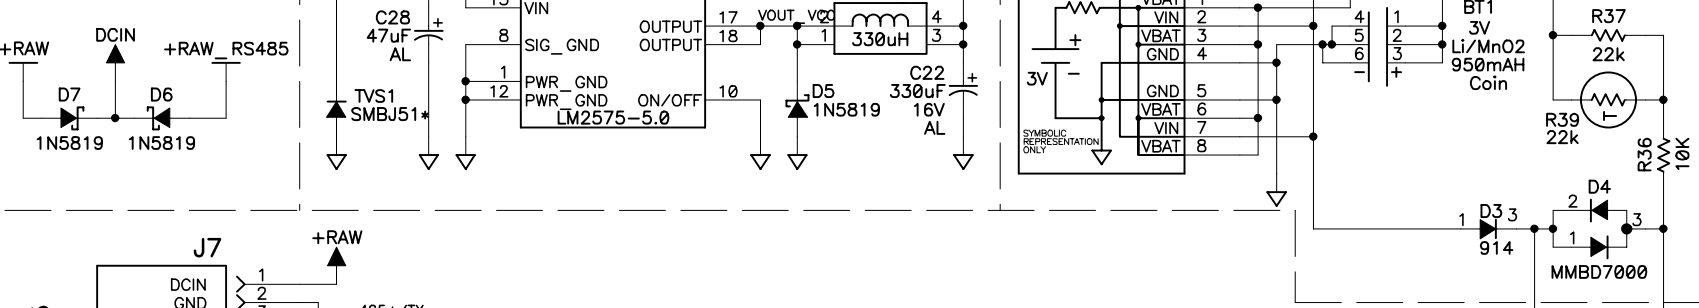 +RAW
DCIN
+RAW_RS485
D7
D6
1N5819
1N5819
C28
47uF
AL
TVS1
SMBJ51*
VIN
8
SIG_GND
1
PWR_GND
12
PWR_GND
OUTPUT
17
OUTPUT
18
ON/OFF
10
LM2575-5.0
VOUT_VCC
2
1
4
3
330uH
D5
1N5819
C22
330uF
16V
AL
3V
SYMBOLIC
REPRESENTATION
ONLY
VBAT
1
VIN
2
VBAT
3
GND
4
GND
5
VBAT
6
VIN
7
VBAT
8
4
5
6
1
2
3
BT1
3V
Li/MnO2
950mAH
Coin
R37
22k
R39
22k
T
R36
10K
1
D3
3
914
D4
2
1
3
MMBD7000
J7
+RAW
DCIN
1
GND
2